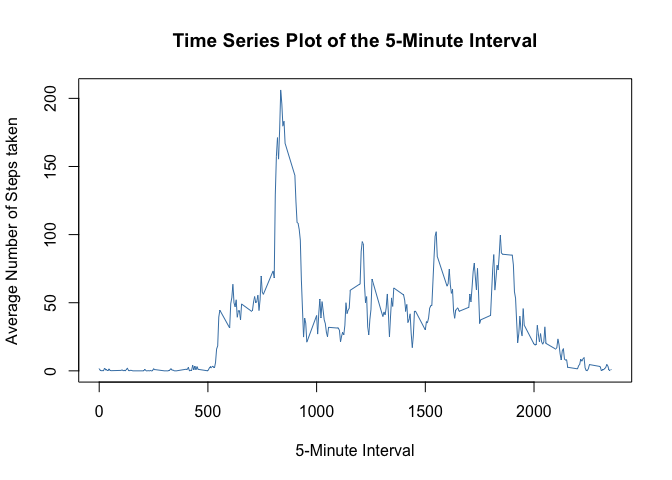 Time Series Plot of the 5-Minute Interval
Average Number of Steps taken
200
150
100
50
0
0 500 1000 1500 2000
5-Minute Interval